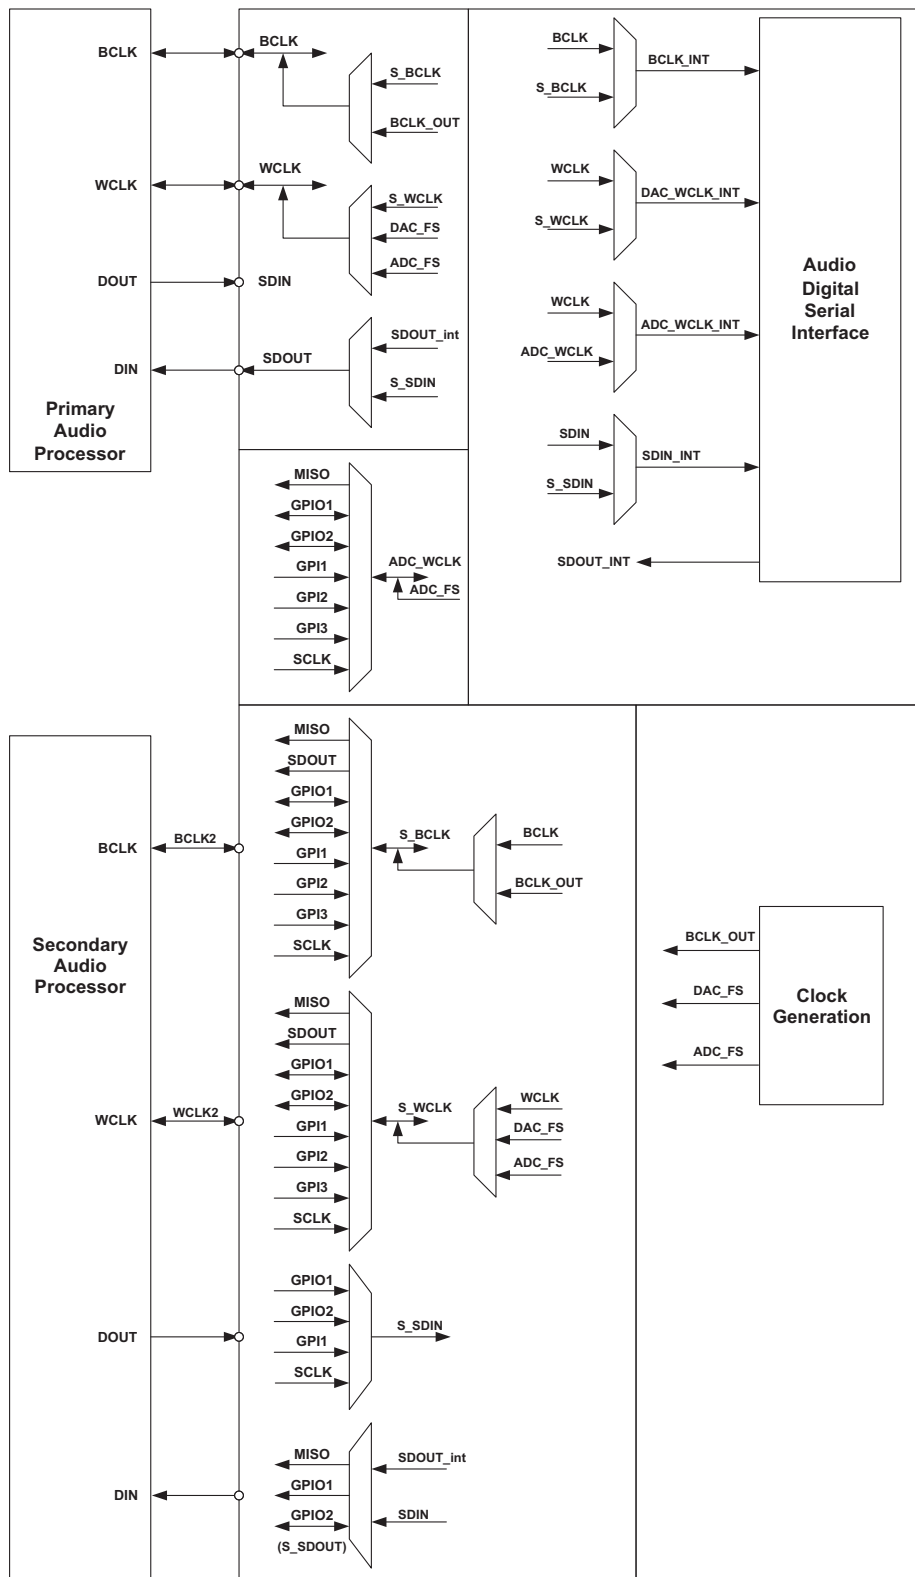 BCLK
WCLK
DOUT
DIN
Primary
Audio
Processor
BCLK
S_BCLK
BCLK_OUT
WCLK
S_WCLK
DAC_FS
ADC_FS
SDIN
SDOUT_int
SDOUT
S_SDIN
BCLK
BCLK_INT
S_BCLK
WCLK
DAC_WCLK_INT
S_WCLK
WCLK
ADC_WCLK_INT
ADC_WCLK
SDIN
SDIN_INT
S_SDIN
SDOUT_INT
Audio
Digital
Serial
Interface
MISO
GPIO1
GPIO2
GPI1
GPI2
GPI3
SCLK
ADC_WCLK
ADC_FS
BCLK
BCLK2
Secondary
Audio
Processor
WCLK
WCLK2
DOUT
DIN
MISO
SDOUT
GPIO1
GPIO2
GPI1
GPI2
GPI3
SCLK
S_BCLK
BCLK
BCLK_OUT
MISO
SDOUT
GPIO1
GPIO2
GPI1
GPI2
GPI3
SCLK
S_WCLK
WCLK
DAC_FS
ADC_FS
GPIO1
GPIO2
GPI1
SCLK
S_SDIN
MISO
GPIO1
GPIO2
(S_SDOUT)
SDOUT_int
SDIN
BCLK_OUT
DAC_FS
ADC_FS
Clock
Generation